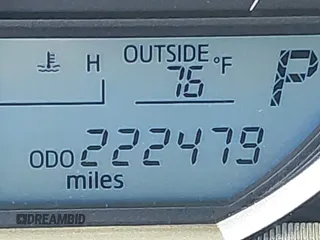 H OUTSIDE °F P
76
ODO 222479
miles
DREAMBID